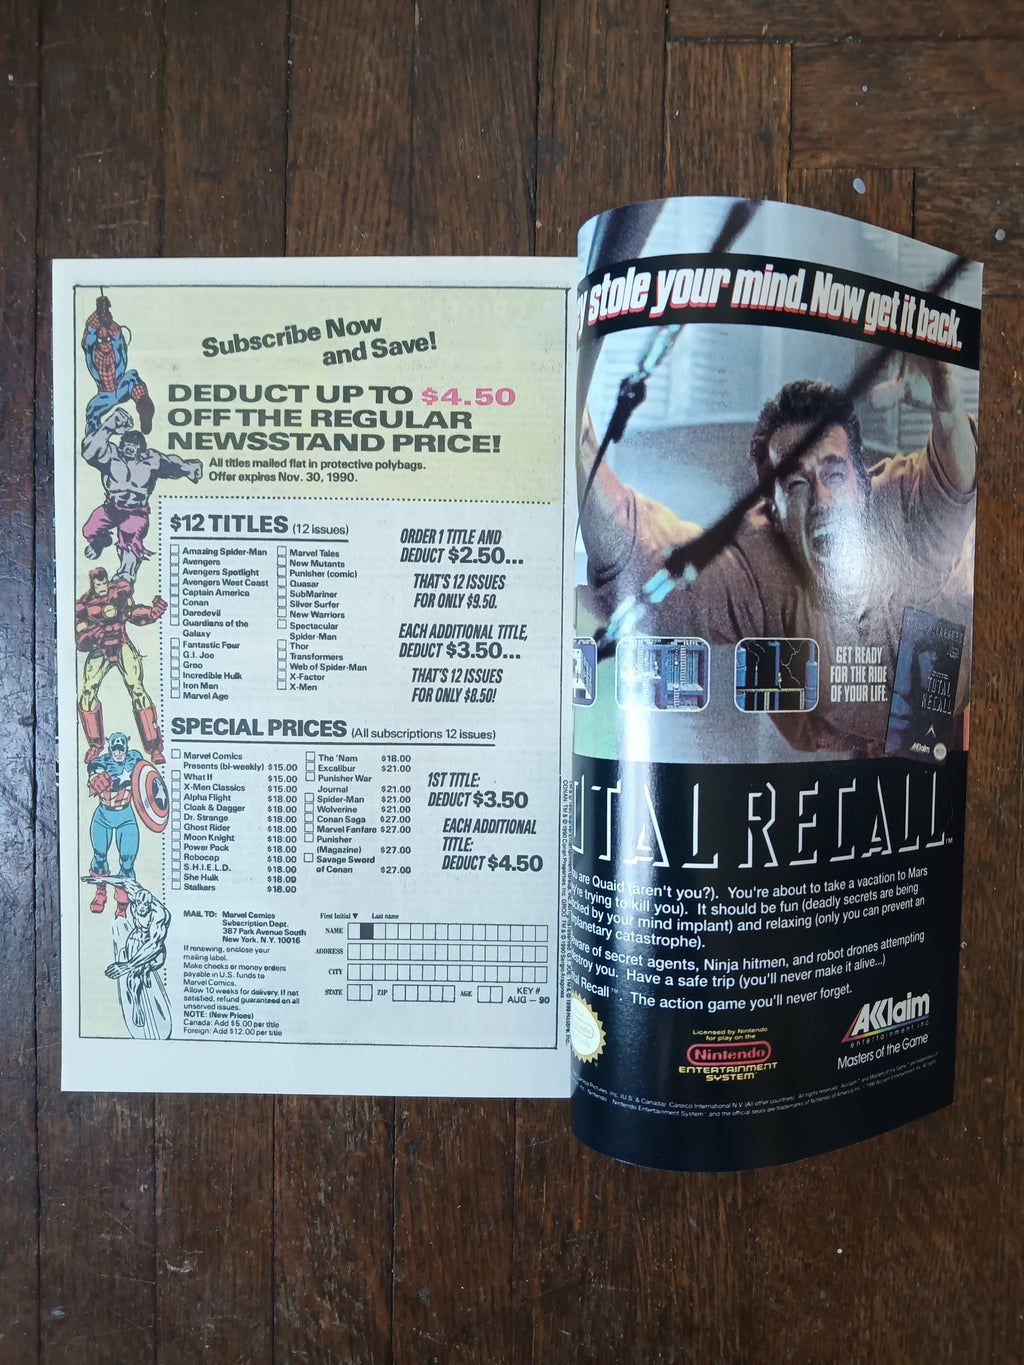 Subscribe Now
and Save!
DEDUCT UP TO $4.50
OFF THE REGULAR
NEWSSTAND PRICE!
All titles mailed flat in protective polybags.
Offer expires Nov. 30, 1990.
$12 TITLES (12 issues)
Amazing Spider-Man
Avengers
Avengers Spotlight
Avengers West Coast
Captain America
Conan
Daredevil
Guardians of the
Galaxy
Fantastic Four
G.I. Joe
Groo
Incredible Hulk
Iron Man
Marvel Age
Marvel Tales
New Mutants
Punisher (comic)
Quasar
SubMariner
Silver Surfer
New Warriors
Spectacular
Spider-Man
Thor
Transformers
Web of Spider-Man
X-Factor
X-Men
ORDER 1 TITLE AND
DEDUCT $2.50...
THAT'S 12 ISSUES
FOR ONLY $9.50.
EACH ADDITIONAL TITLE,
DEDUCT $3.50...
THAT'S 12 ISSUES
FOR ONLY $8.50!
SPECIAL PRICES (All subscriptions 12 issues)
Marvel Comics
Presents (bi-weekly) $15.00
What If $15.00
X-Men Classics $15.00
Alpha Flight $18.00
Cloak & Dagger $18.00
Dr. Strange $18.00
Ghost Rider $18.00
Moon Knight $18.00
Power Pack $18.00
Robocop $18.00
S.H.I.E.L.D. $18.00
She Hulk $18.00
Stalkers $18.00
The 'Nam $18.00
Excalibur $21.00
Punisher War
Journal $21.00
Spider-Man $21.00
Wolverine $21.00
Conan Saga $27.00
Marvel Fanfare $27.00
Punisher
(Magazine) $27.00
Savage Sword
of Conan $27.00
1ST TITLE:
DEDUCT $3.50
EACH ADDITIONAL
TITLE:
DEDUCT $4.50
MAIL TO: Marvel Comics
Subscription Dept.
387 Park Avenue South
New York, N.Y. 10016
If renewing, enclose your
mailing label.
Make checks or money orders
payable in U.S. funds to
Marvel Comics.
Allow 10 weeks for delivery. If not
satisfied, refund guaranteed on all
unserved issues.
NOTE: (New Prices)
Canada: Add $5.00 per title
Foreign: Add $12.00 per title
First Initial ▼ Last name
NAME
ADDRESS
CITY
STATE ZIP AGE KEY #
AUG – 90
stole your mind. Now get it back.
GET READY
FOR THE RIDE
OF YOUR LIFE.
TOTAL
RECALL
Akklaim
TAL RECALL™
are Quaid (aren't you?). You're about to take a vacation to Mars
trying to kill you). It should be fun (deadly secrets are being
by your mind implant) and relaxing (only you can prevent an
planetary catastrophe).
of secret agents, Ninja hitmen, and robot drones attempting
you. Have a safe trip (you'll never make it alive...)
Recall™ The action game you'll never forget.
Licensed by Nintendo
for play on the
Nintendo
ENTERTAINMENT
SYSTEM
AKKlaim
entertainment inc
Masters of the Game